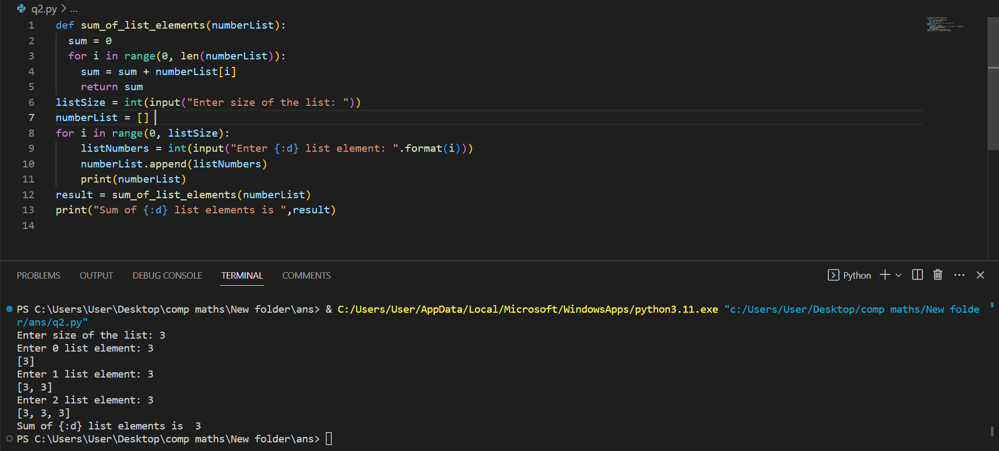 q2.py > ...
1 def sum_of_list_elements(numberList):
2   sum = 0
3   for i in range(0, len(numberList)):
4     sum = sum + numberList[i]
5     return sum
6 listSize = int(input("Enter size of the list: "))
7 numberList = []
8 for i in range(0, listSize):
9     listNumbers = int(input("Enter {:d} list element: ".format(i)))
10     numberList.append(listNumbers)
11     print(numberList)
12 result = sum_of_list_elements(numberList)
13 print("Sum of {:d} list elements is ",result)
14
PROBLEMS OUTPUT DEBUG CONSOLE TERMINAL COMMENTS Python
PS C:\Users\User\Desktop\comp maths\New folder\ans> & C:/Users/User/AppData/Local/Microsoft/WindowsApps/python3.11.exe "c:/Users/User/Desktop/comp maths/New folde
r/ans/q2.py"
Enter size of the list: 3
Enter 0 list element: 3
[3]
Enter 1 list element: 3
[3, 3]
Enter 2 list element: 3
[3, 3, 3]
Sum of {:d} list elements is  3
PS C:\Users\User\Desktop\comp maths\New folder\ans>